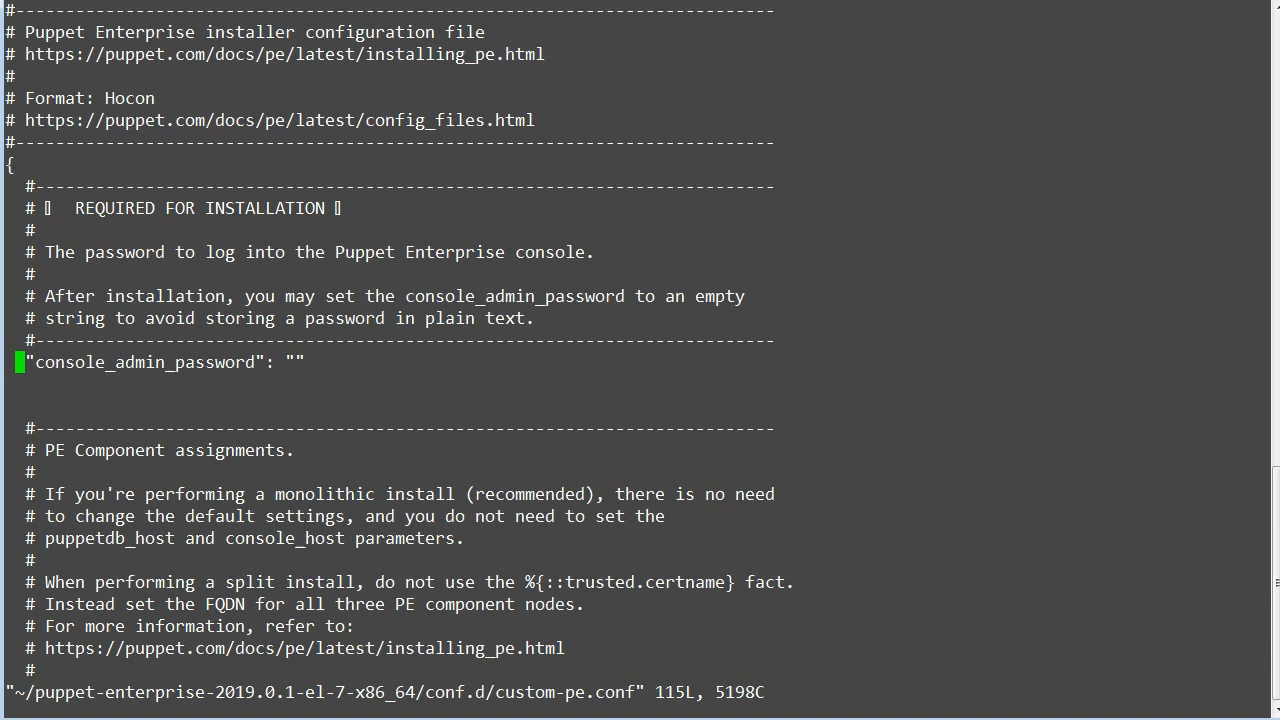 #----------------------------------------------------------------------------
# Puppet Enterprise installer configuration file
# https://puppet.com/docs/pe/latest/installing_pe.html
#
# Format: Hocon
# https://puppet.com/docs/pe/latest/config_files.html
#----------------------------------------------------------------------------
{
  #--------------------------------------------------------------------------
  # ▯  REQUIRED FOR INSTALLATION ▯
  #
  # The password to log into the Puppet Enterprise console.
  #
  # After installation, you may set the console_admin_password to an empty
  # string to avoid storing a password in plain text.
  #--------------------------------------------------------------------------
  "console_admin_password": ""
  #--------------------------------------------------------------------------
  # PE Component assignments.
  #
  # If you're performing a monolithic install (recommended), there is no need
  # to change the default settings, and you do not need to set the
  # puppetdb_host and console_host parameters.
  #
  # When performing a split install, do not use the %{::trusted.certname} fact.
  # Instead set the FQDN for all three PE component nodes.
  # For more information, refer to:
  # https://puppet.com/docs/pe/latest/installing_pe.html
  #
"~/puppet-enterprise-2019.0.1-el-7-x86_64/conf.d/custom-pe.conf" 115L, 5198C